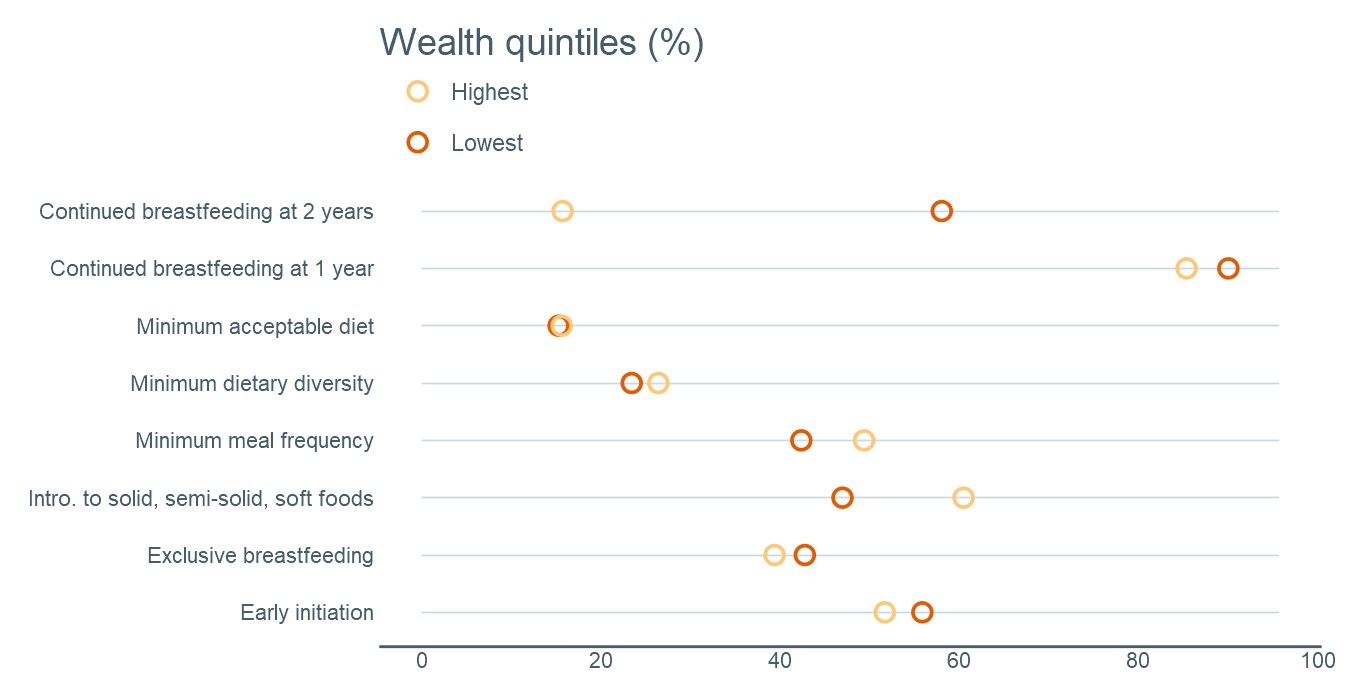 Wealth quintiles (%)
Highest
Lowest
Continued breastfeeding at 2 years
Continued breastfeeding at 1 year
Minimum acceptable diet
Minimum dietary diversity
Minimum meal frequency
Intro. to solid, semi-solid, soft foods
Exclusive breastfeeding
Early initiation
0 20 40 60 80 100